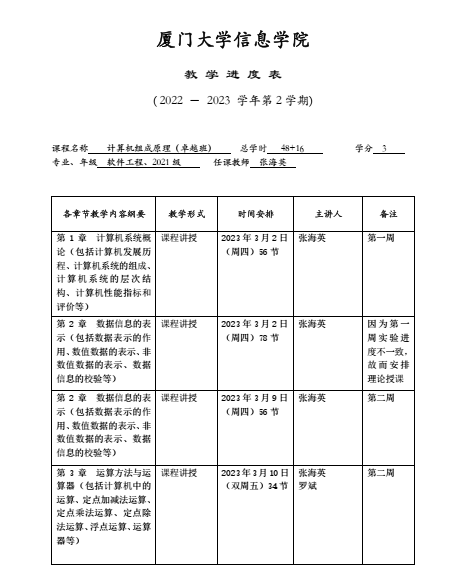 厦门大学信息学院
教 学 进 度 表
(2022 － 2023 学年第 2 学期)
课程名称 计算机组成原理（卓越班） 总学时 48+16 学分 3
专业、年级 软件工程、2021 级 任课教师 张海英
各章节教学内容纲要 教学形式 时间安排 主讲人 备注
第 1 章 计算机系统概
论（包括计算机发展历
程、计算机系统的组成、
计算机系统的层次结
构、计算机性能指标和
评价等）
课程讲授
2023 年 3 月 2 日
（周四）56 节
张海英
第一周
第 2 章 数据信息的表
示（包括数据表示的作
用、数值数据的表示、非
数值数据的表示、数据
信息的校验等）
课程讲授
2023 年 3 月 2 日
（周四）78 节
张海英
因为第一
周实验进
度不一致，
故而安排
理论授课
第 2 章 数据信息的表
示（包括数据表示的作
用、数值数据的表示、非
数值数据的表示、数据
信息的校验等）
课程讲授
2023 年 3 月 9 日
（周四）56 节
张海英
第二周
第 3 章 运算方法与运
算器（包括计算机中的
运算、定点加减法运算、
定点乘法运算、定点除
法运算、浮点运算、运算
器等）
课程讲授
2023 年 3 月 10 日
（双周五）34 节
张海英
罗斌
第二周